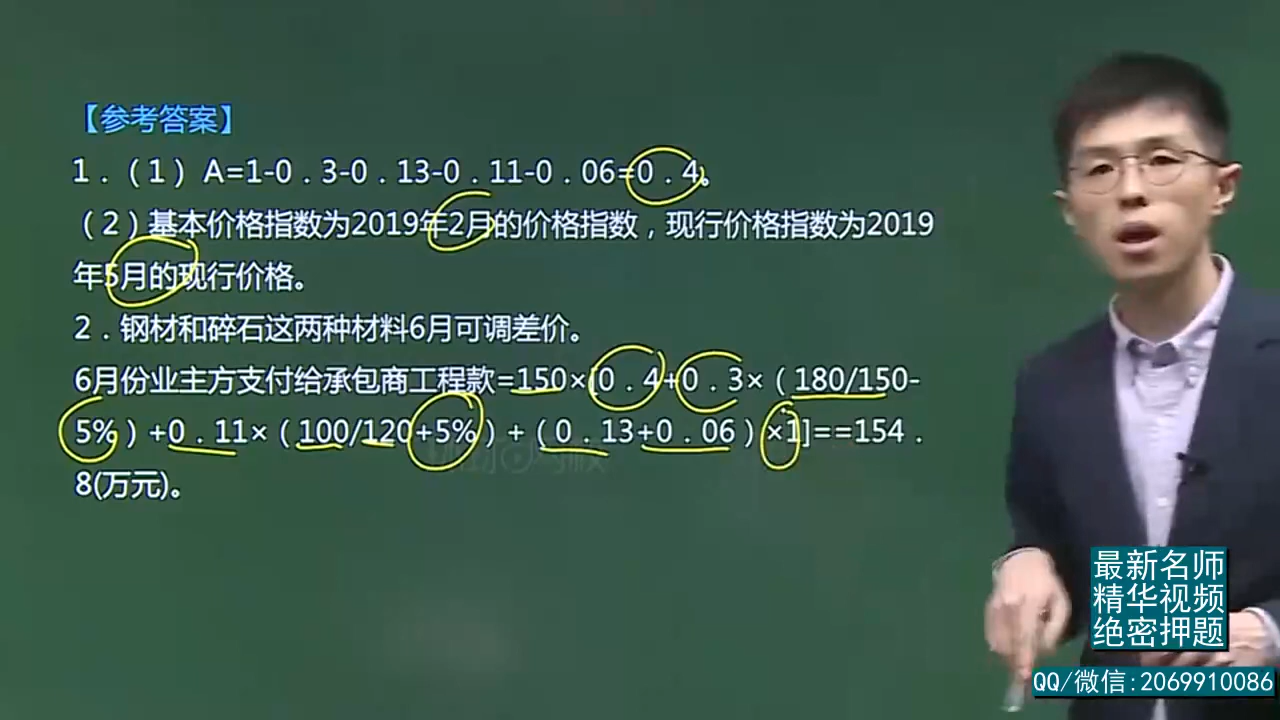 【参考答案】
1．（1） A=1-0．3-0．13-0．11-0．06=0．4。
（2）基本价格指数为2019年2月的价格指数，现行价格指数为2019
年5月的现行价格。
2．钢材和碎石这两种材料6月可调差价。
6月份业主方支付给承包商工程款=150×[0．4+0．3×（180/150-
5%）+0．11×（100/120+5%）+（0．13+0．06）×1]==154．
8(万元)。
最新名师
精华视频
绝密押题
QQ/微信:2069910086